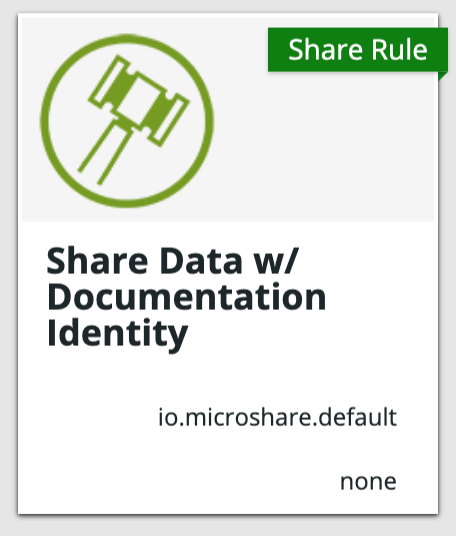 Share Rule
Share Data w/
Documentation
Identity
io.microshare.default
none